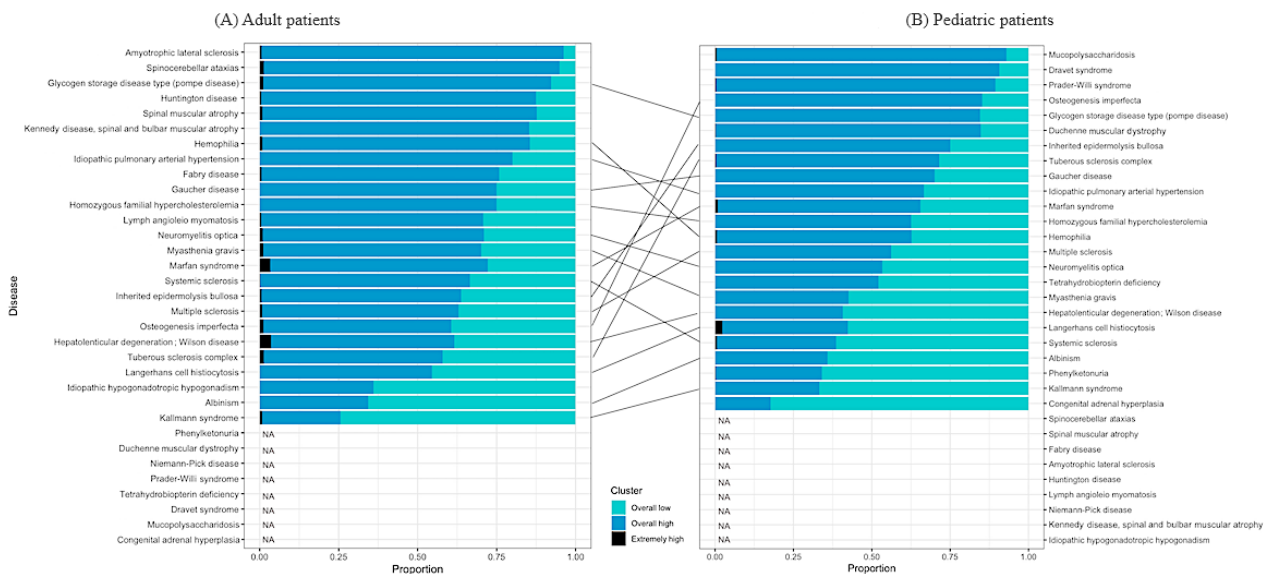 (A) Adult patients
(B) Pediatric patients
Disease
Amyotrophic lateral sclerosis
Spinocerebellar ataxias
Glycogen storage disease type (pompe disease)
Huntington disease
Spinal muscular atrophy
Kennedy disease, spinal and bulbar muscular atrophy
Hemophilia
Idiopathic pulmonary arterial hypertension
Fabry disease
Gaucher disease
Homozygous familial hypercholesterolemia
Lymph angioleio myomatosis
Neuromyelitis optica
Myasthenia gravis
Marfan syndrome
Systemic sclerosis
Inherited epidermolysis bullosa
Multiple sclerosis
Osteogenesis imperfecta
Hepatolenticular degeneration; Wilson disease
Tuberous sclerosis complex
Langerhans cell histiocytosis
Idiopathic hypogonadotropic hypogonadism
Albinism
Kallmann syndrome
Phenylketonuria NA
Duchenne muscular dystrophy NA
Niemann-Pick disease NA
Prader-Willi syndrome NA
Tetrahydrobiopterin deficiency NA
Dravet syndrome NA
Mucopolysaccharidosis NA
Congenital adrenal hyperplasia NA
0.00 0.25 0.50 0.75 1.00
Proportion
Cluster
Overall low
Overall high
Extremely high
Mucopolysaccharidosis
Dravet syndrome
Prader-Willi syndrome
Osteogenesis imperfecta
Glycogen storage disease type (pompe disease)
Duchenne muscular dystrophy
Inherited epidermolysis bullosa
Tuberous sclerosis complex
Gaucher disease
Idiopathic pulmonary arterial hypertension
Marfan syndrome
Homozygous familial hypercholesterolemia
Hemophilia
Multiple sclerosis
Neuromyelitis optica
Tetrahydrobiopterin deficiency
Myasthenia gravis
Hepatolenticular degeneration; Wilson disease
Langerhans cell histiocytosis
Systemic sclerosis
Albinism
Phenylketonuria
Kallmann syndrome
Congenital adrenal hyperplasia
NA Spinocerebellar ataxias
NA Spinal muscular atrophy
NA Fabry disease
NA Amyotrophic lateral sclerosis
NA Huntington disease
NA Lymph angioleio myomatosis
NA Niemann-Pick disease
NA Kennedy disease, spinal and bulbar muscular atrophy
NA Idiopathic hypogonadotropic hypogonadism
0.00 0.25 0.50 0.75 1.00
Proportion